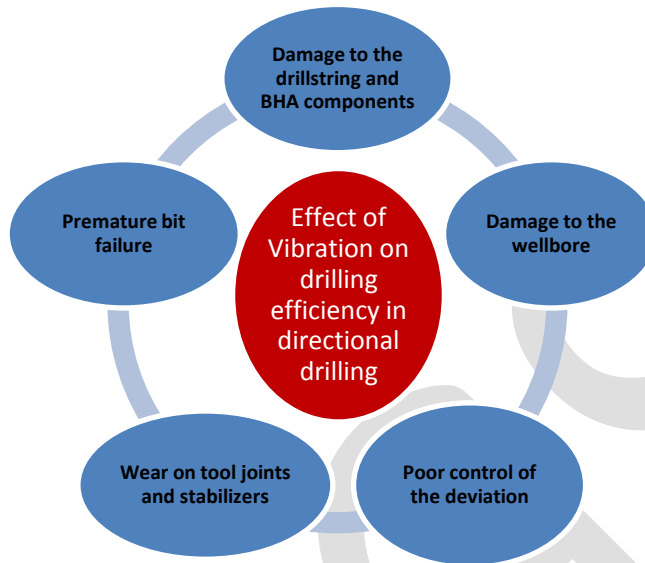 Damage to the
drillstring and
BHA components
Premature bit
failure
Effect of
Vibration on
drilling
efficiency in
directional
drilling
Damage to the
wellbore
Wear on tool joints
and stabilizers
Poor control of
the deviation